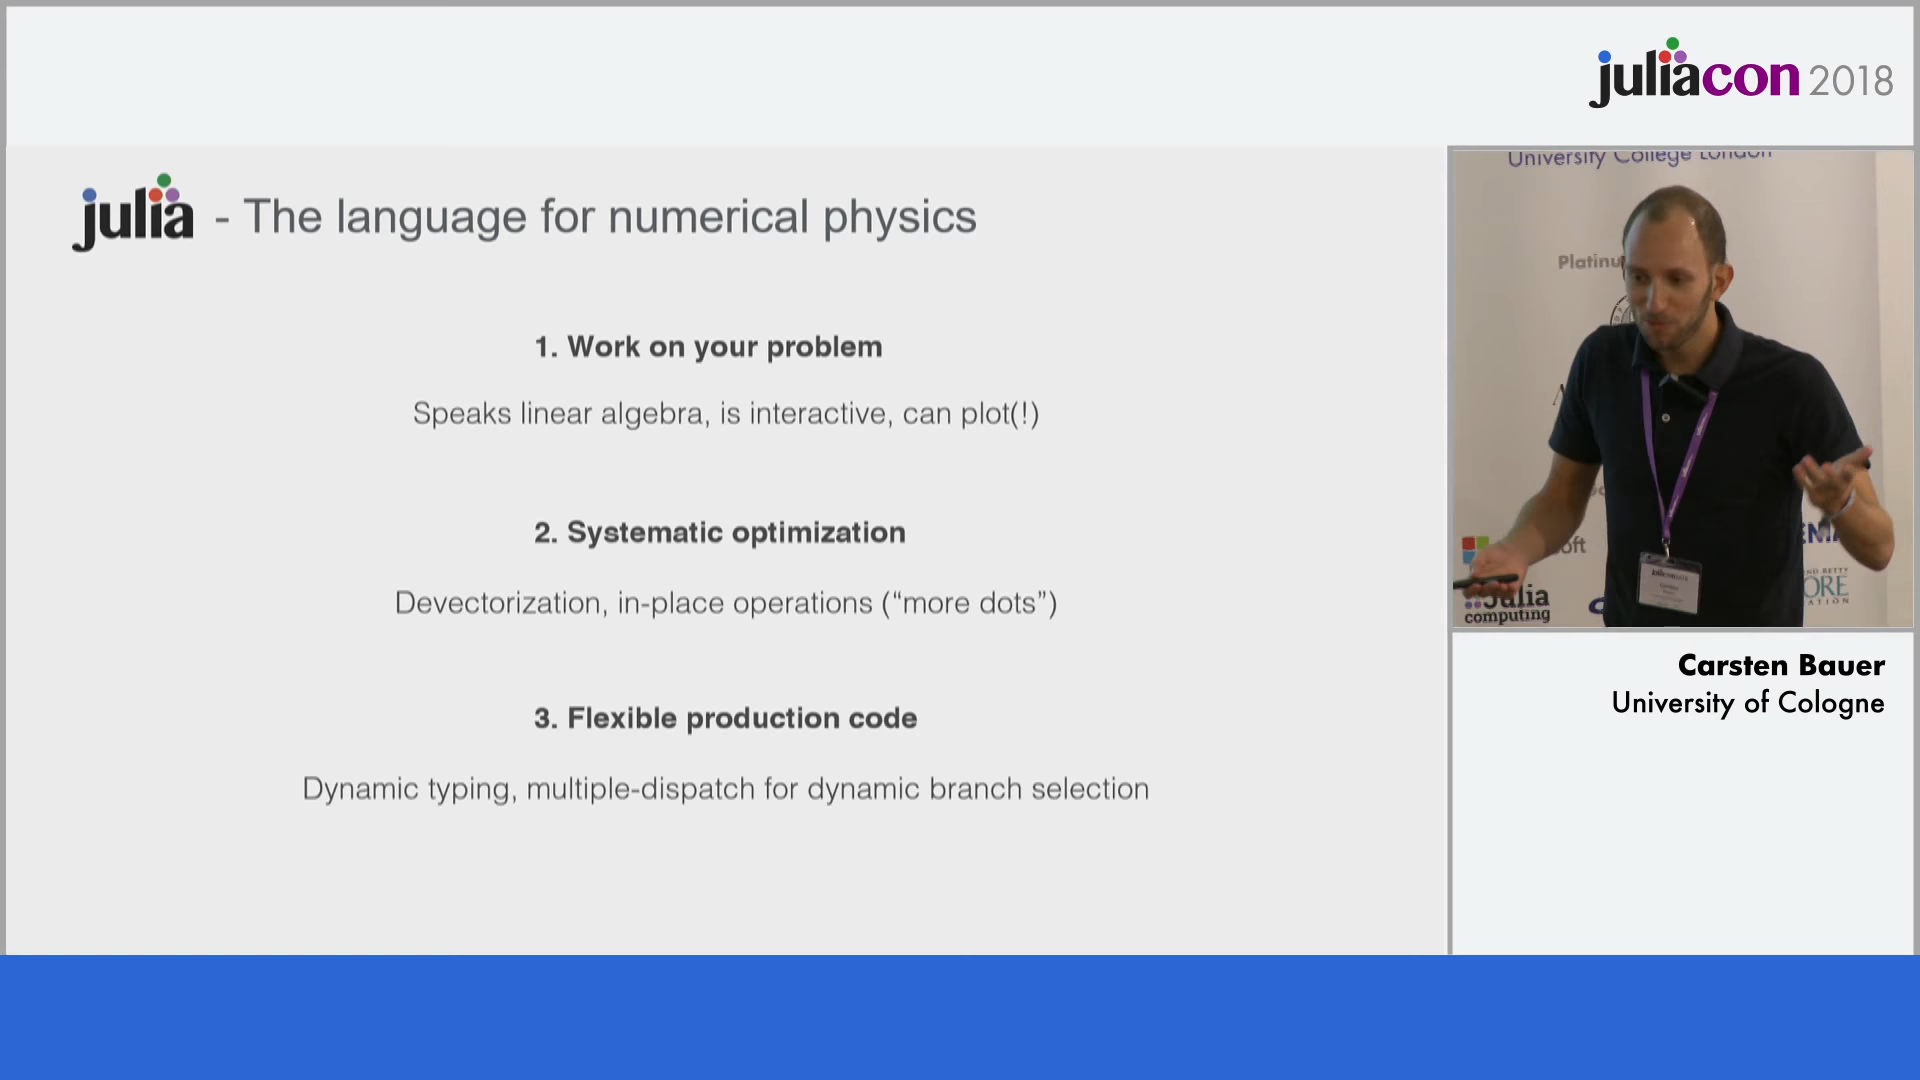 juliacon 2018
julia - The language for numerical physics
1. Work on your problem
Speaks linear algebra, is interactive, can plot(!)
2. Systematic optimization
Devectorization, in-place operations (“more dots”)
3. Flexible production code
Dynamic typing, multiple-dispatch for dynamic branch selection
University College London
julia
computing
Carsten Bauer
University of Cologne